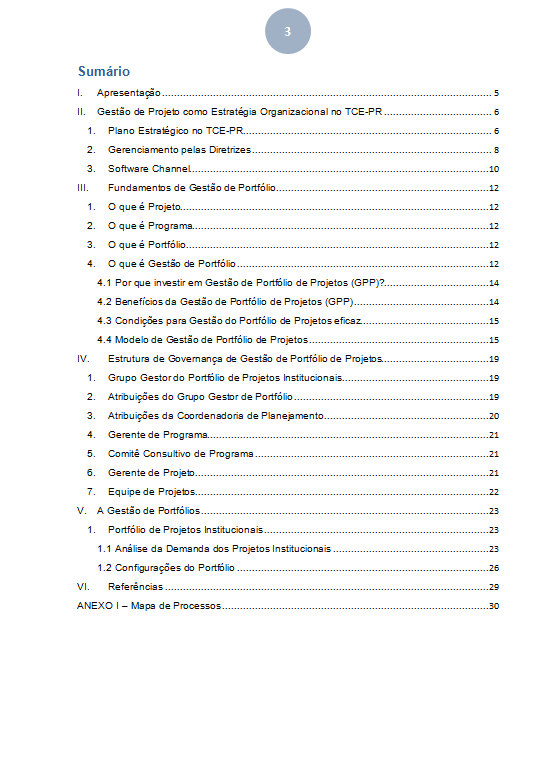 3
Sumário
I. Apresentação 5
II. Gestão de Projeto como Estratégia Organizacional no TCE-PR 6
1. Plano Estratégico no TCE-PR 6
2. Gerenciamento pelas Diretrizes 8
3. Software Channel 10
III. Fundamentos de Gestão de Portfólio 12
1. O que é Projeto 12
2. O que é Programa 12
3. O que é Portfólio 12
4. O que é Gestão de Portfólio 12
4.1 Por que investir em Gestão de Portfólio de Projetos (GPP)? 14
4.2 Benefícios da Gestão de Portfólio de Projetos (GPP) 14
4.3 Condições para Gestão do Portfólio de Projetos eficaz 15
4.4 Modelo de Gestão de Portfólio de Projetos 15
IV. Estrutura de Governança de Gestão de Portfólio de Projetos 19
1. Grupo Gestor do Portfólio de Projetos Institucionais 19
2. Atribuições do Grupo Gestor de Portfólio 19
3. Atribuições da Coordenadoria de Planejamento 20
4. Gerente de Programa 21
5. Comitê Consultivo de Programa 21
6. Gerente de Projeto 21
7. Equipe de Projetos 22
V. A Gestão de Portfólios 23
1. Portfólio de Projetos Institucionais 23
1.1 Análise da Demanda dos Projetos Institucionais 23
1.2 Configurações do Portfólio 26
VI. Referências 29
ANEXO I – Mapa de Processos 30